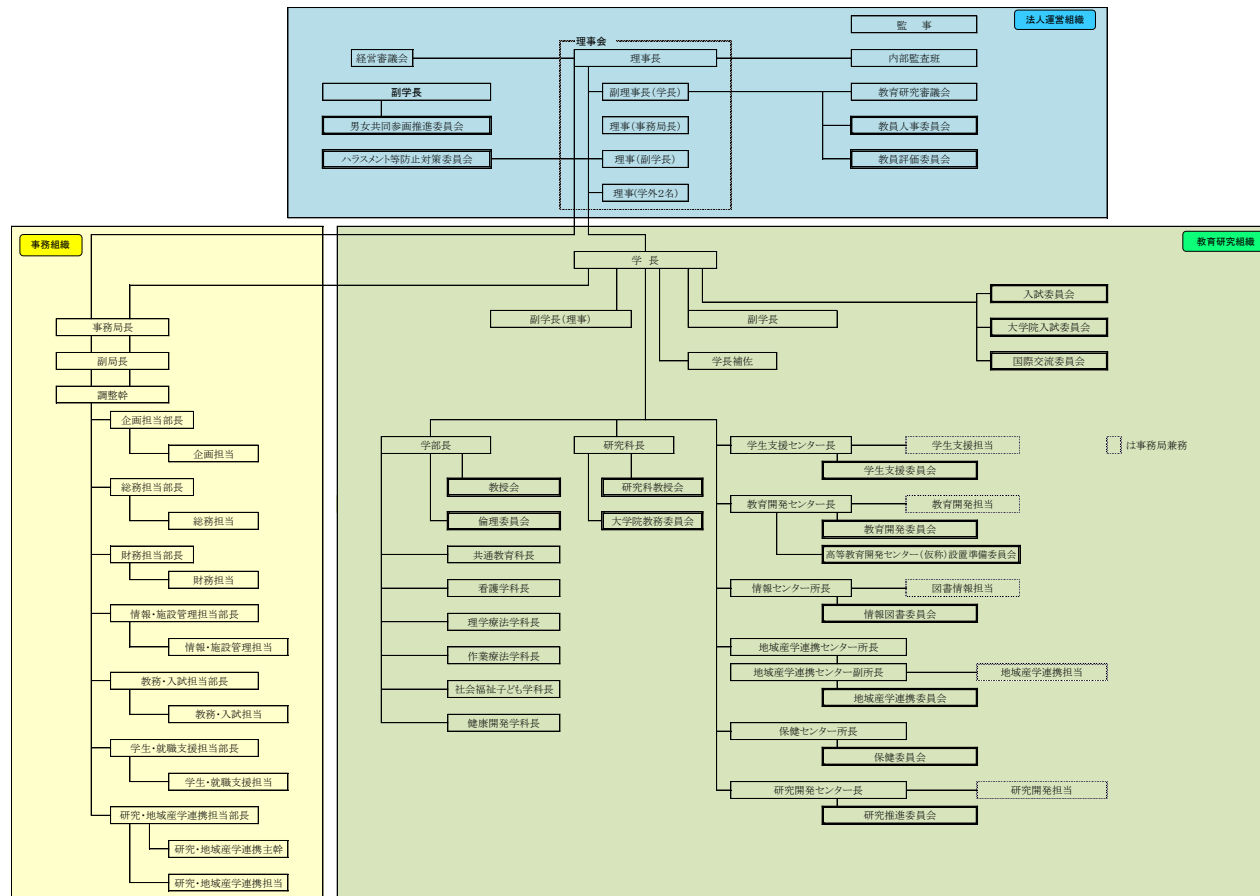 法人運営組織
監　事
理事会
経営審議会
理事長
内部監査班
副学長
副理事長(学長)
教育研究審議会
男女共同参画推進委員会
理事(事務局長)
教員人事委員会
ハラスメント等防止対策委員会
理事(副学長)
教員評価委員会
理事(学外2名)
事務組織
事務局長
副局長
調整幹
企画担当部長
企画担当
総務担当部長
総務担当
財務担当部長
財務担当
情報・施設管理担当部長
情報・施設管理担当
教務・入試担当部長
教務・入試担当
学生・就職支援担当部長
学生・就職支援担当
研究・地域産学連携担当部長
研究・地域産学連携主幹
研究・地域産学連携担当
教育研究組織
学 長
副学長(理事)
副学長
学長補佐
入試委員会
大学院入試委員会
国際交流委員会
学部長
教授会
倫理委員会
共通教育科長
看護学科長
理学療法学科長
作業療法学科長
社会福祉子ども学科長
健康開発学科長
研究科長
研究科教授会
大学院教務委員会
学生支援センター長
学生支援担当
学生支援委員会
は事務局兼務
教育開発センター長
教育開発担当
教育開発委員会
高等教育開発センター(仮称)設置準備委員会
情報センター所長
図書情報担当
情報図書委員会
地域産学連携センター所長
地域産学連携センター副所長
地域産学連携担当
地域産学連携委員会
保健センター所長
保健委員会
研究開発センター長
研究開発担当
研究推進委員会